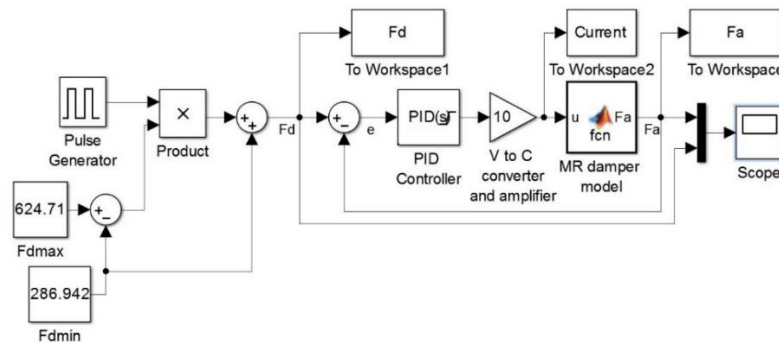 Fd
To Workspace1
Current
To Workspace2
Fa
To Workspace
Pulse
Generator
×
Product
+
+
Fd
+
−
e
PID(s)
PID
Controller
10
V to C
converter
and amplifier
u
fcn
Fa
MR damper
model
Fa
Scope
624.71
Fdmax
+
−
286.942
Fdmin